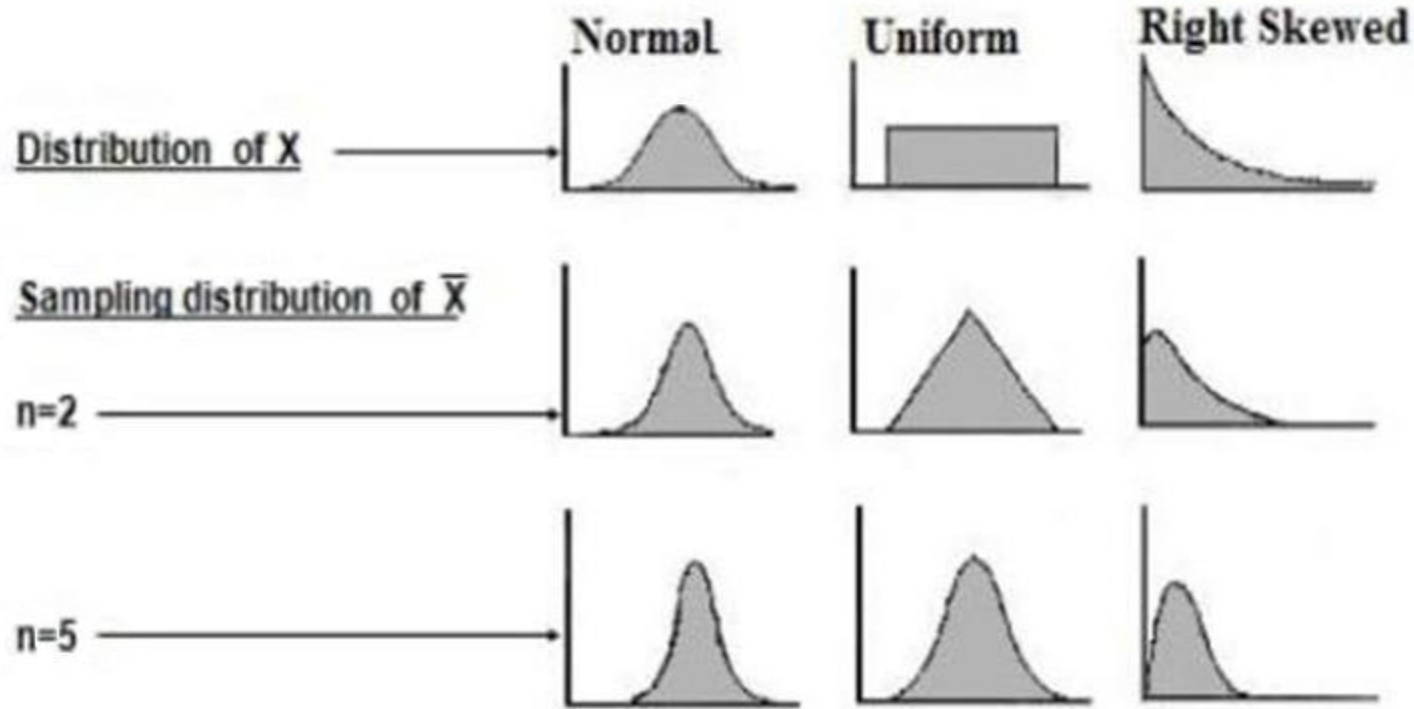 Normal
Uniform
Right Skewed
Distribution of X
Sampling distribution of X̅
n=2
n=5